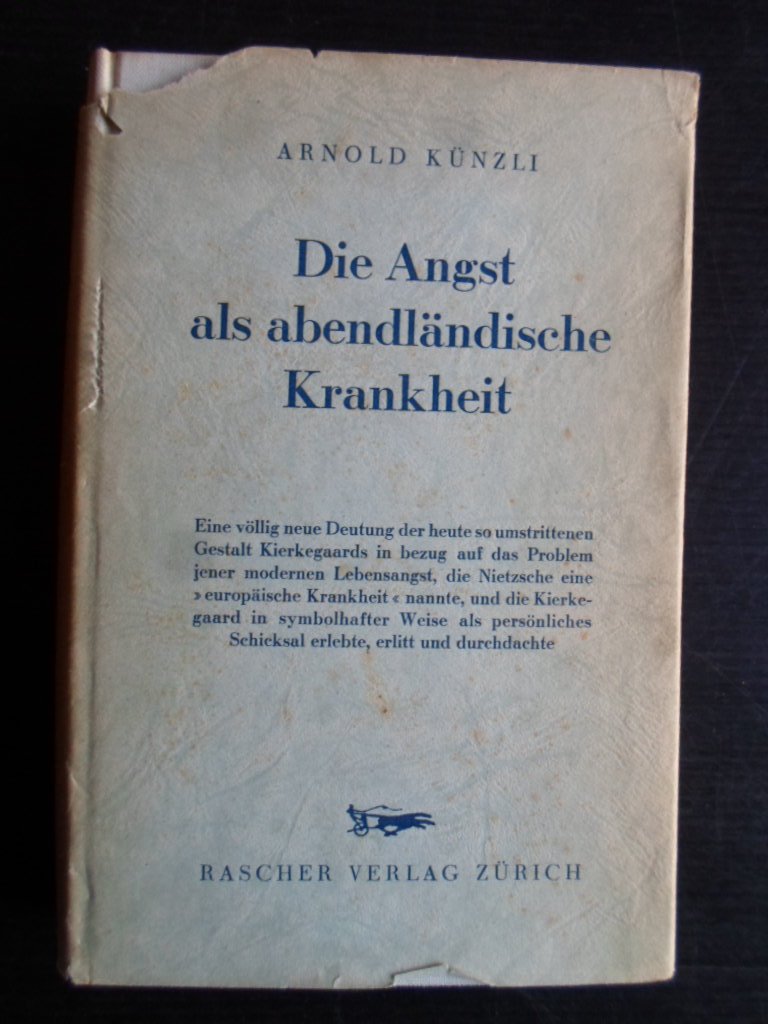 ARNOLD KÜNZLI
Die Angst
als abendländische
Krankheit
Eine völlig neue Deutung der heute so umstrittenen
Gestalt Kierkegaards in bezug auf das Problem
jener modernen Lebensangst, die Nietzsche eine
»europäische Krankheit« nannte, und die Kierke-
gaard in symbolhafter Weise als persönliches
Schicksal erlebte, erlitt und durchdachte
RASCHER VERLAG ZÜRICH